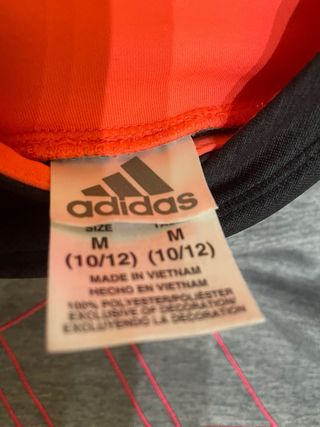 adidas
SIZE TALLA
M M
(10/12) (10/12)
MADE IN VIETNAM
HECHO EN VIETNAM
100% POLYESTER/POLIÉSTER
EXCLUSIVE OF DECORATION
EXCLUYENDO LA DECORACIÓN